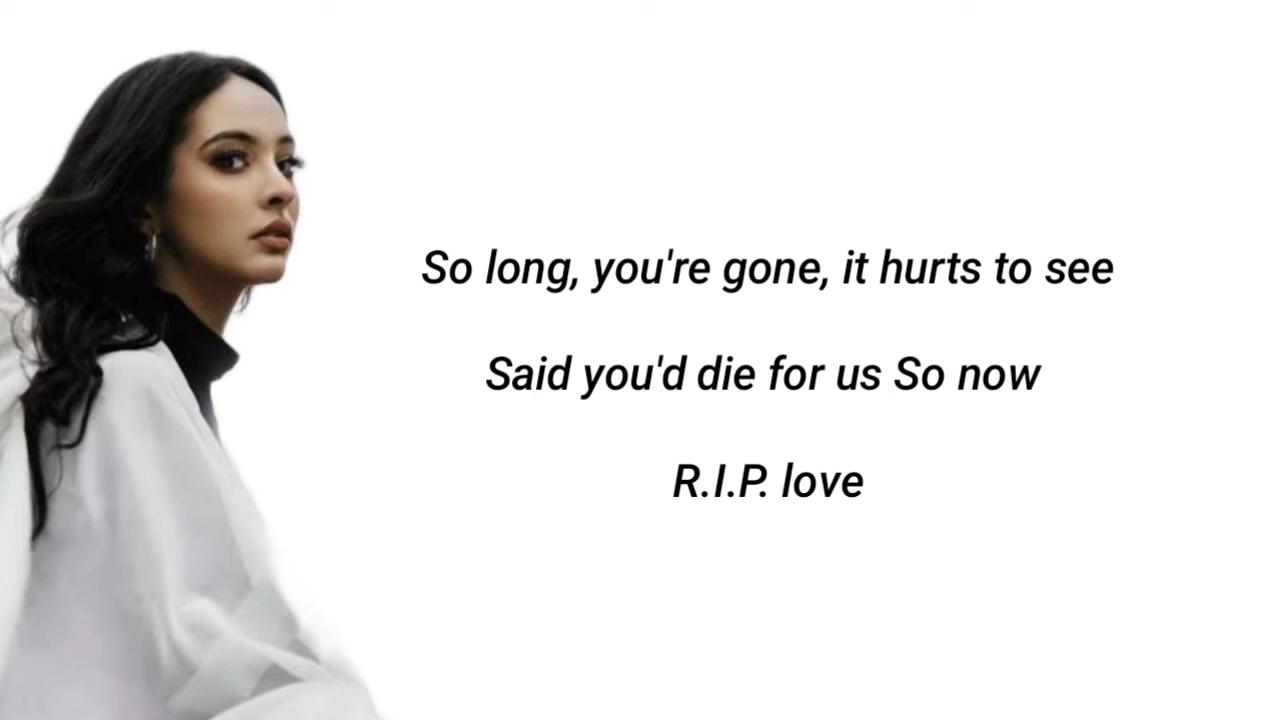 So long, you're gone, it hurts to see
Said you'd die for us So now
R.I.P. love